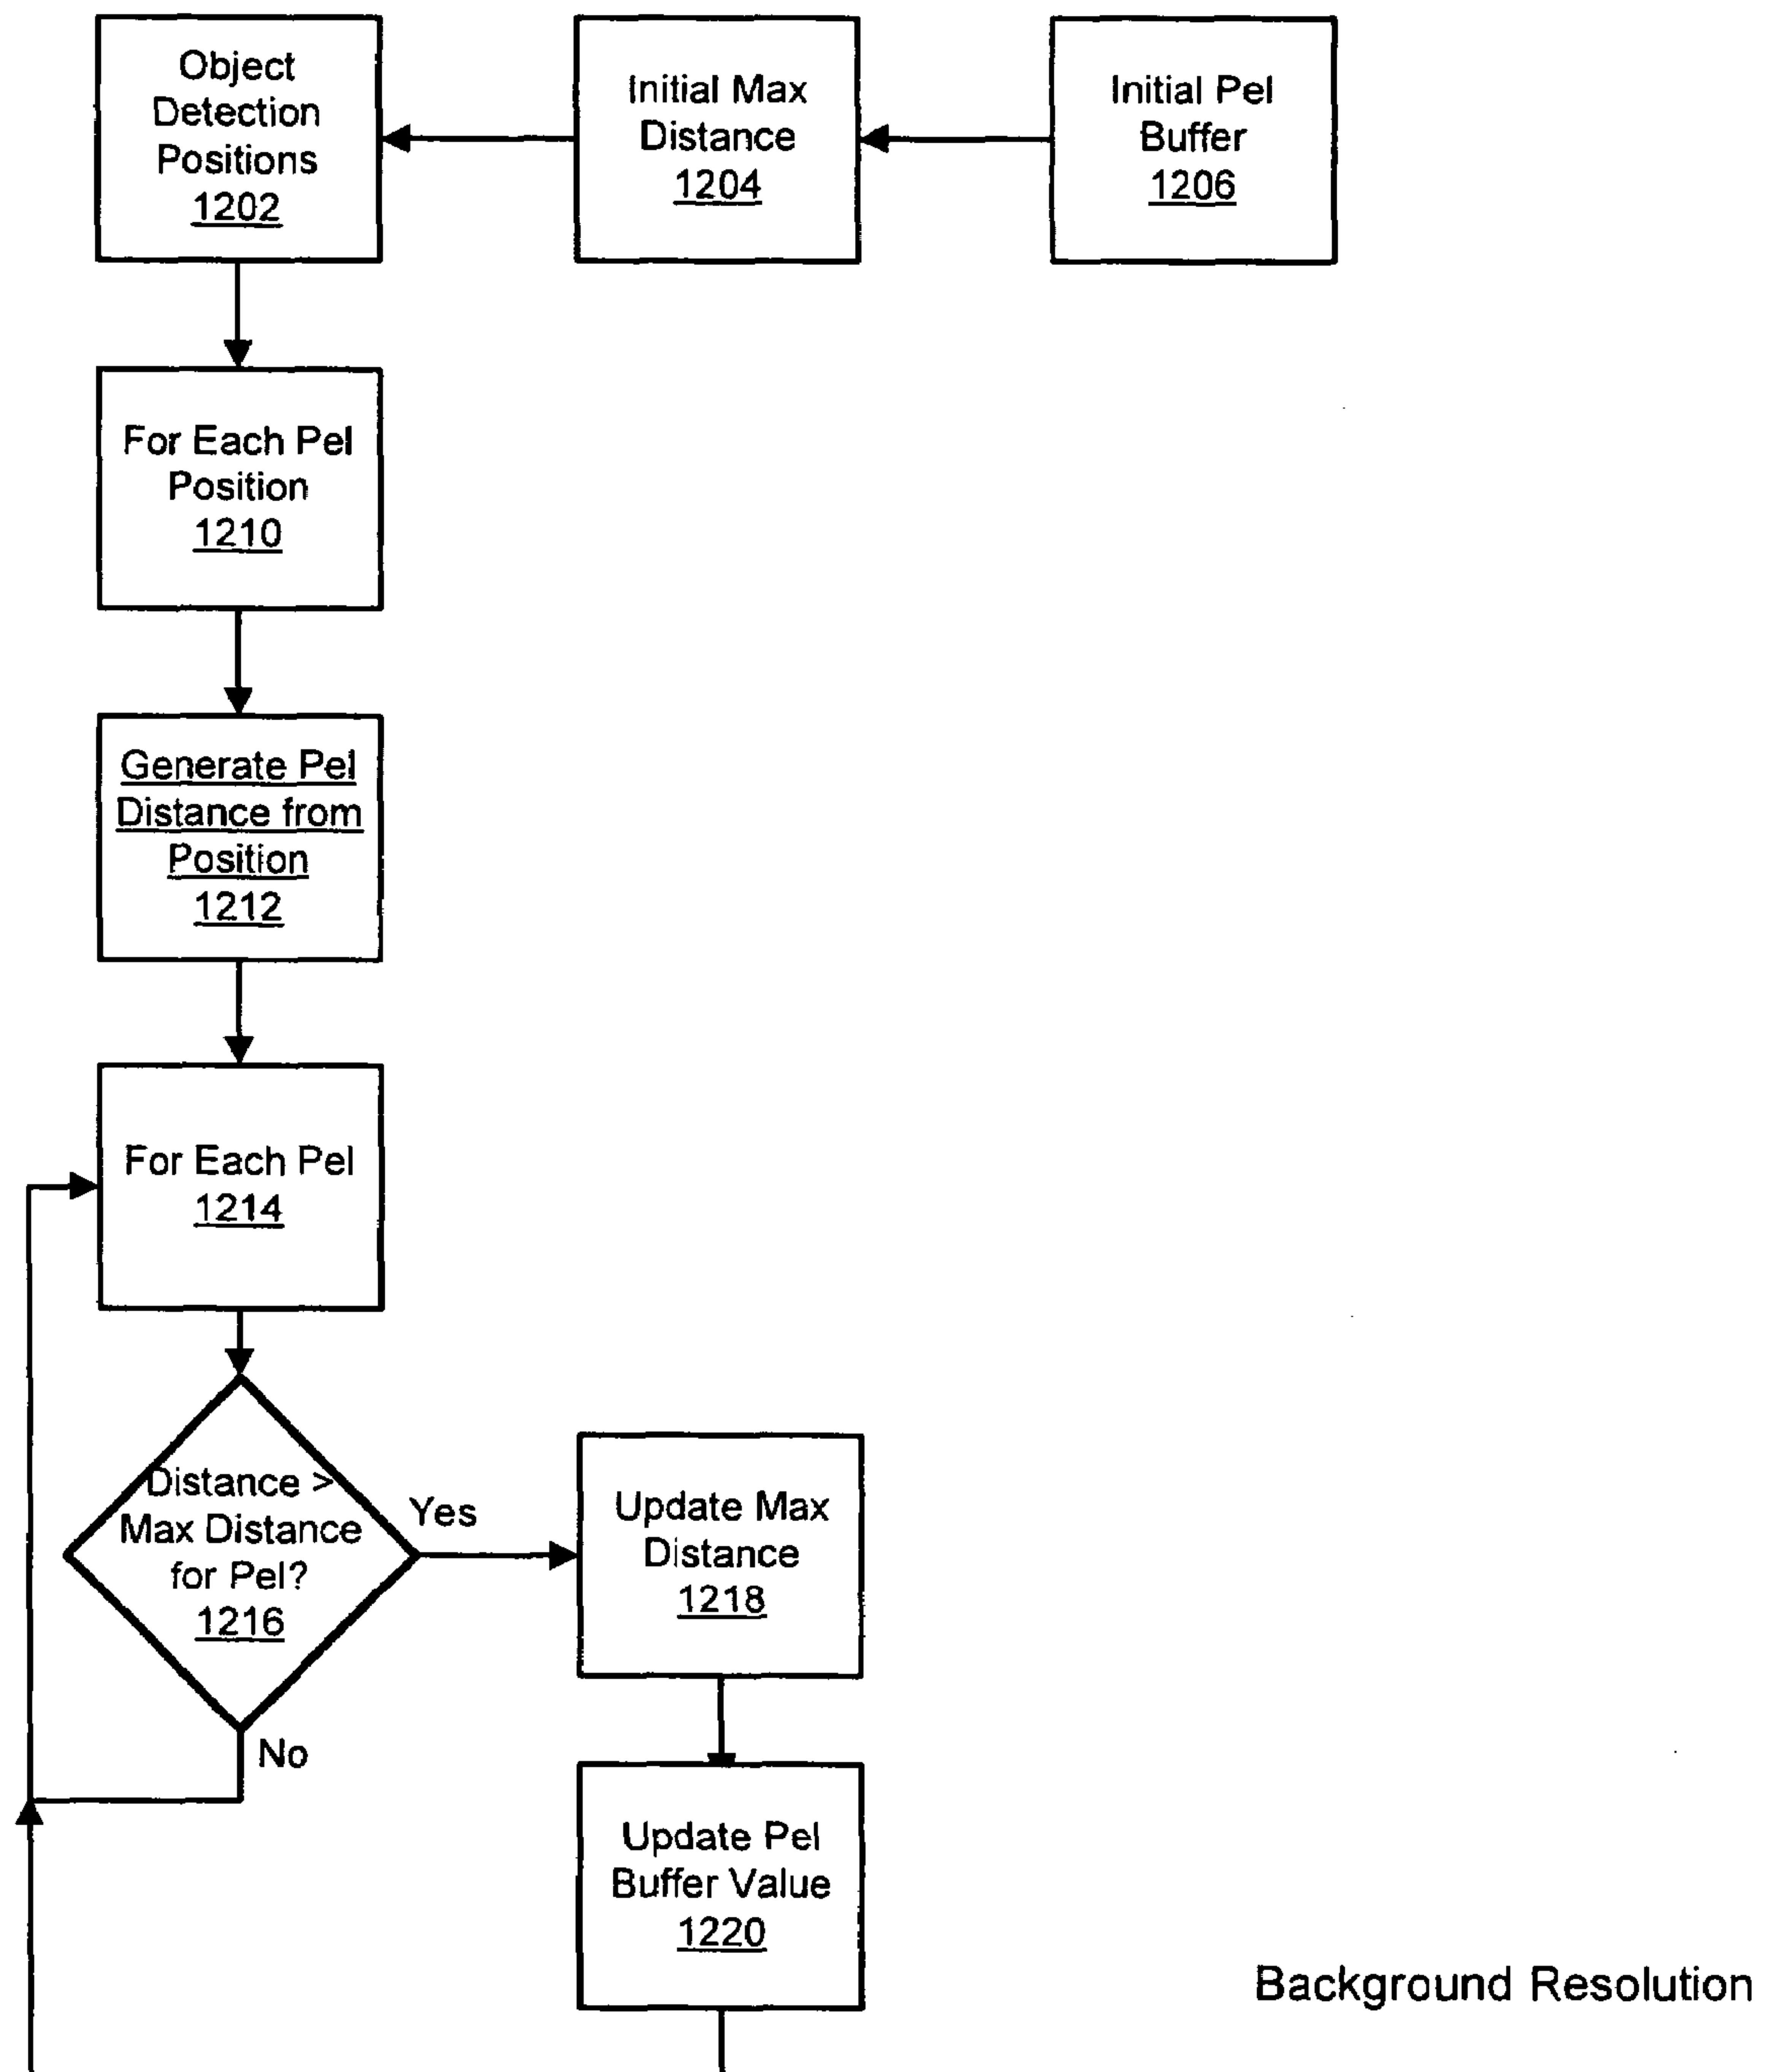 Object
Detection
Positions
1202
Initial Max
Distance
1204
Initial Pel
Buffer
1206
For Each Pel
Position
1210
Generate Pel
Distance from
Position
1212
For Each Pel
1214
Distance >
Max Distance
for Pel?
1216
Yes
No
Update Max
Distance
1218
Update Pel
Buffer Value
1220
Background Resolution